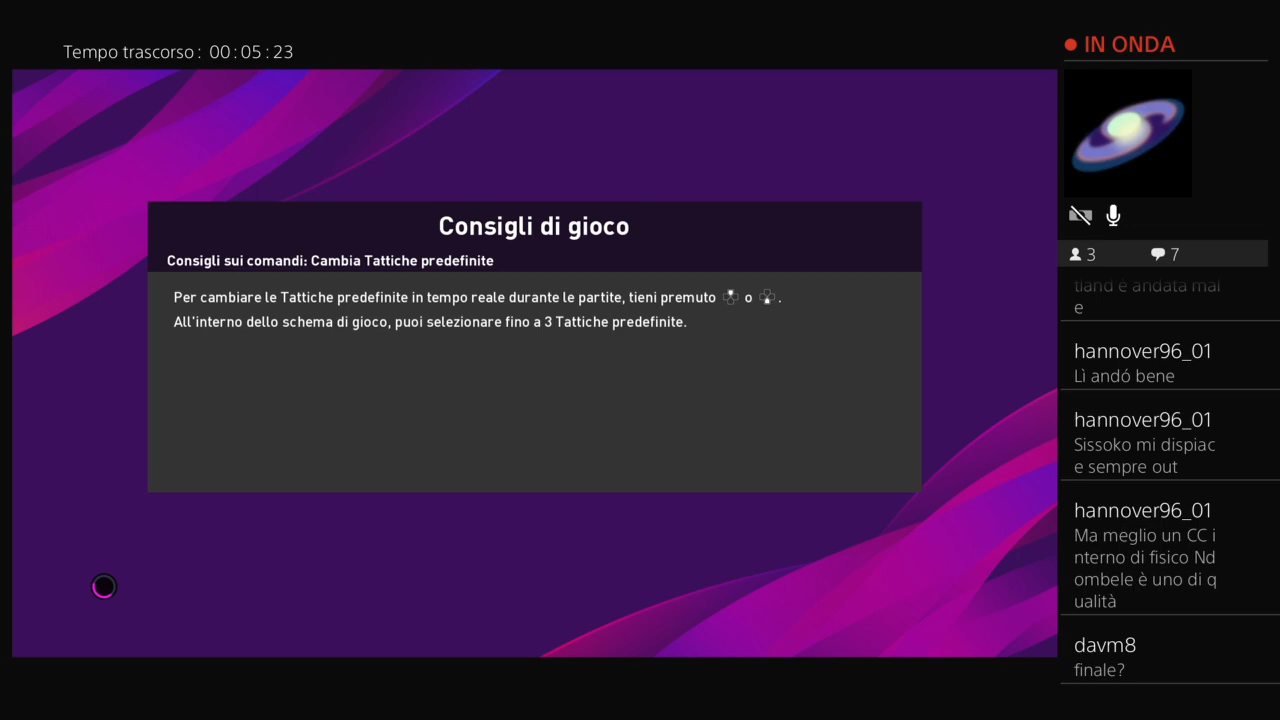 Tempo trascorso: 00:05:23
IN ONDA
Consigli di gioco
Consigli sui comandi: Cambia Tattiche predefinite
Per cambiare le Tattiche predefinite in tempo reale durante le partite, tieni premuto o .
All'interno dello schema di gioco, puoi selezionare fino a 3 Tattiche predefinite.
3 7
tland è andata mal
e
hannover96_01
Lì andó bene
hannover96_01
Sissoko mi dispiac
e sempre out
hannover96_01
Ma meglio un CC i
nterno di fisico Nd
ombele è uno di q
ualità
davm8
finale?